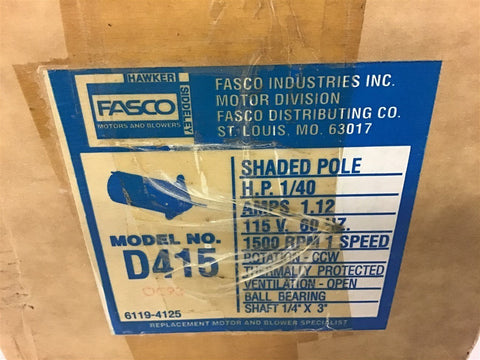 HAWKER
FASCO
SIDDELEY
MOTORS AND BLOWERS
FASCO INDUSTRIES INC.
MOTOR DIVISION
FASCO DISTRIBUTING CO.
ST. LOUIS, MO. 63017
MODEL NO.
D415
6119-4125
SHADED POLE
H.P. 1/40
AMPS 1.12
115 V. 60 HZ.
1500 RPM 1 SPEED
ROTATION - CCW
THERMALLY PROTECTED
VENTILATION - OPEN
BALL BEARING
SHAFT 1/4" X 3"
REPLACEMENT MOTOR AND BLOWER SPECIALIST